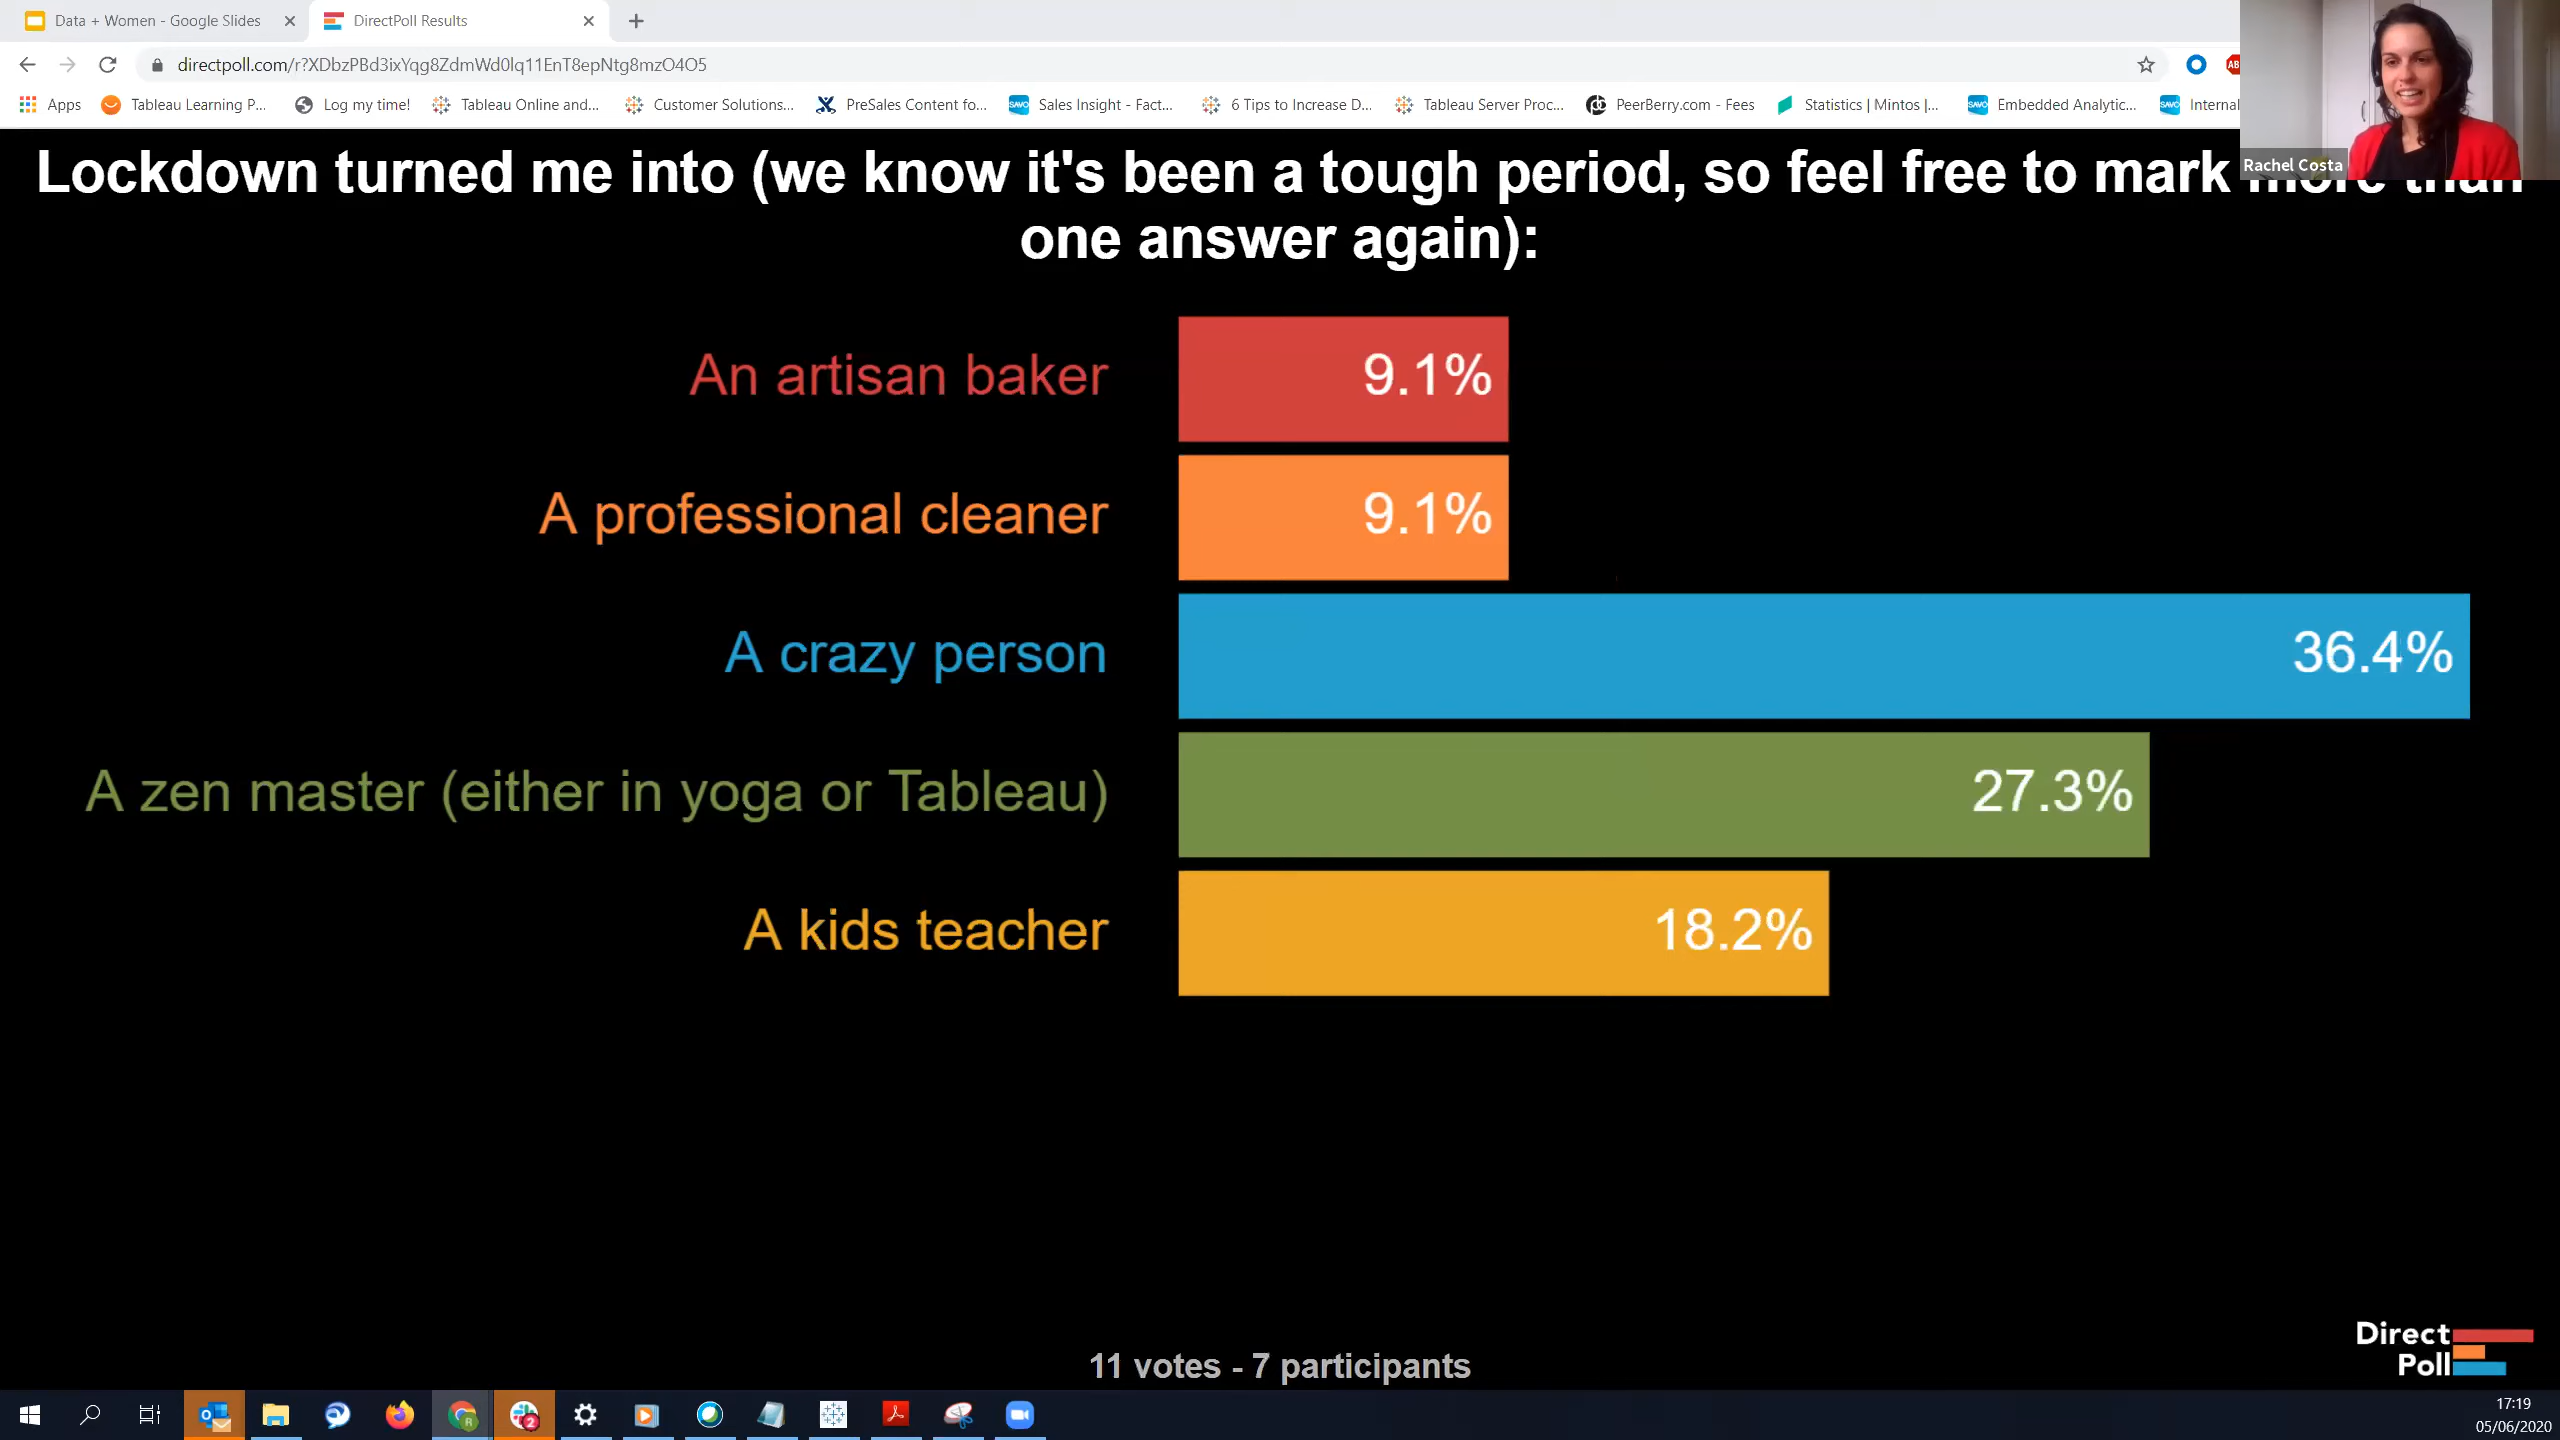 Data + Women - Google Slides
DirectPoll Results
directpoll.com/r?XDbzPBd3ixYqg8ZdmWd0lq11EnT8epNtg8mzO4O5
Apps
Tableau Learning P...
Log my time!
Tableau Online and...
Customer Solutions...
PreSales Content fo...
Sales Insight - Fact...
6 Tips to Increase D...
Tableau Server Proc...
PeerBerry.com - Fees
Statistics | Mintos |...
Embedded Analytic...
Internal
Rachel Costa
Lockdown turned me into (we know it's been a tough period, so feel free to mark more than
one answer again):
An artisan baker 9.1%
A professional cleaner 9.1%
A crazy person 36.4%
A zen master (either in yoga or Tableau) 27.3%
A kids teacher 18.2%
Direct
Poll
11 votes - 7 participants
17:19
05/06/2020